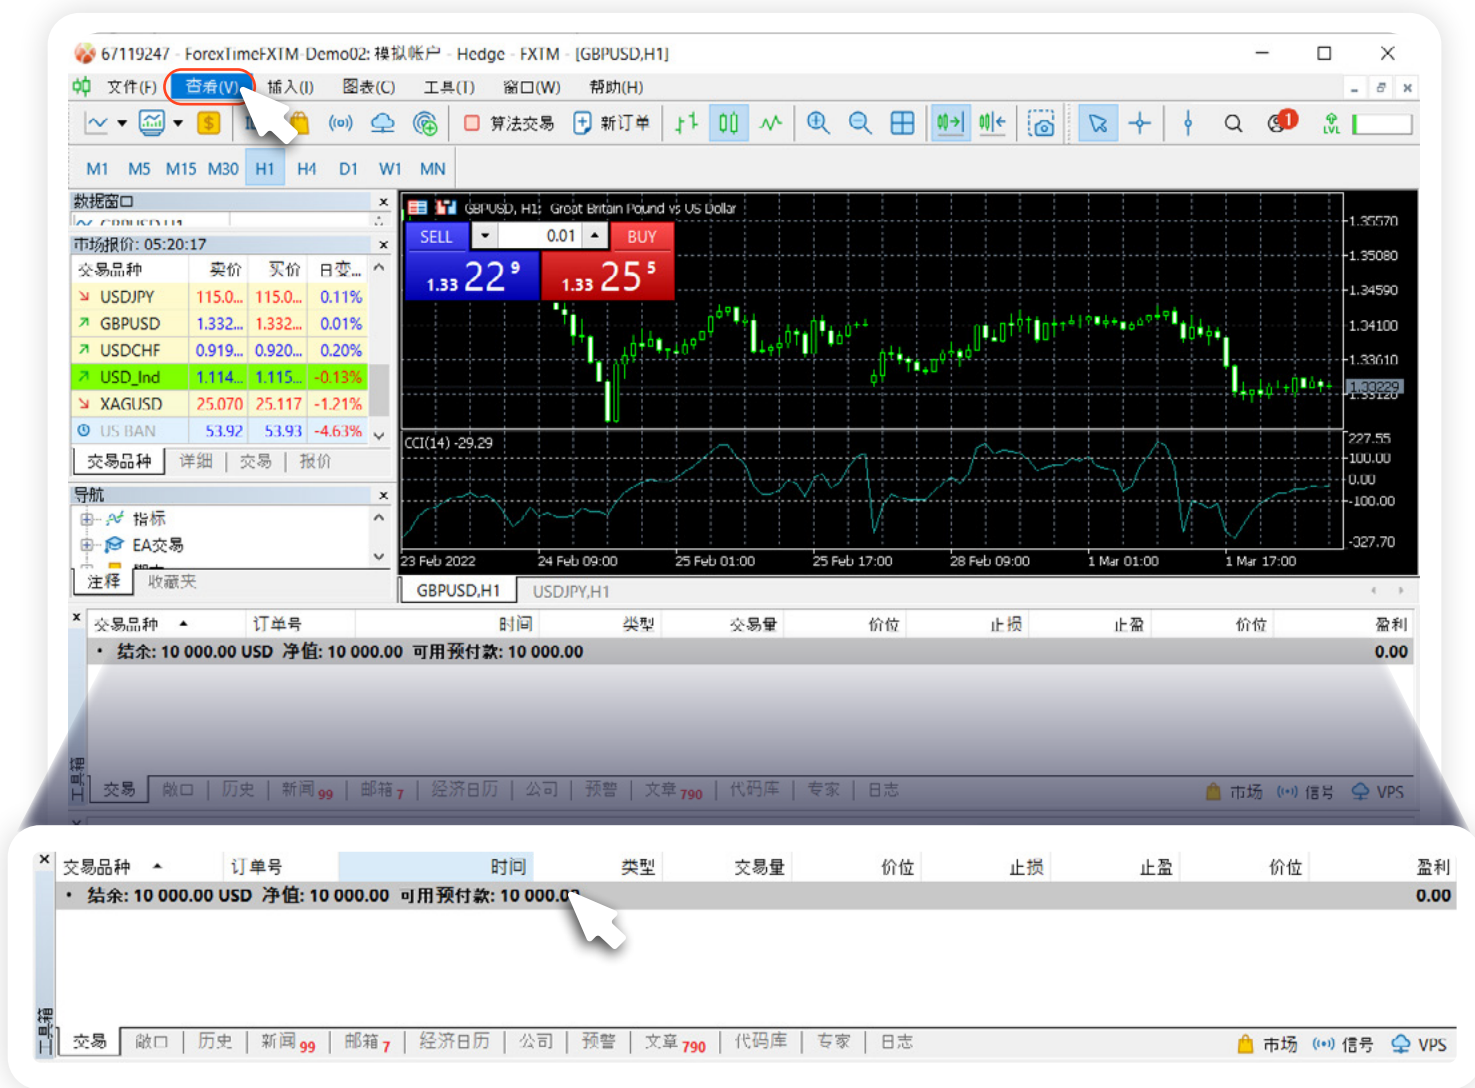 67119247 - ForexTimeFXTM-Demo02: 模拟帐户 - Hedge - FXTM - [GBPUSD,H1]
文件(F) 查看(V) 插入(I) 图表(C) 工具(T) 窗口(W) 帮助(H)
$ 算法交易 新订单 1 LVL
M1 M5 M15 M30 H1 H4 D1 W1 MN
数据窗口
GBPUSD,H1
市场报价: 05:20:17
交易品种 卖价 买价 日变...
USDJPY 115.0... 115.0... 0.11%
GBPUSD 1.332... 1.332... 0.01%
USDCHF 0.919... 0.920... 0.20%
USD_Ind 1.114... 1.115... -0.13%
XAGUSD 25.070 25.117 -1.21%
US BAN 53.92 53.93 -4.63%
交易品种 详细 | 交易 | 报价
导航
指标
EA交易
注释 收藏夹
GBPUSD, H1: Great Britain Pound vs US Dollar
SELL 0.01 BUY
1.33 22 9 1.33 25 5
1.35570
1.35080
1.34590
1.34100
1.33610
1.33229
1.33120
CCI(14) -29.29
227.55
100.00
0.00
-100.00
-327.70
23 Feb 2022 24 Feb 09:00 25 Feb 01:00 25 Feb 17:00 28 Feb 09:00 1 Mar 01:00 1 Mar 17:00
GBPUSD,H1 USDJPY,H1
交易品种 订单号 时间 类型 交易量 价位 止损 止盈 价位 盈利
结余: 10 000.00 USD 净值: 10 000.00 可用预付款: 10 000.00 0.00
工具箱
交易 敞口 | 历史 | 新闻 99 | 邮箱 7 | 经济日历 | 公司 | 预警 | 文章 790 | 代码库 | 专家 | 日志 市场 信号 VPS
交易品种 订单号 时间 类型 交易量 价位 止损 止盈 价位 盈利
结余: 10 000.00 USD 净值: 10 000.00 可用预付款: 10 000.00 0.00
工具箱
交易 敞口 | 历史 | 新闻 99 | 邮箱 7 | 经济日历 | 公司 | 预警 | 文章 790 | 代码库 | 专家 | 日志 市场 信号 VPS